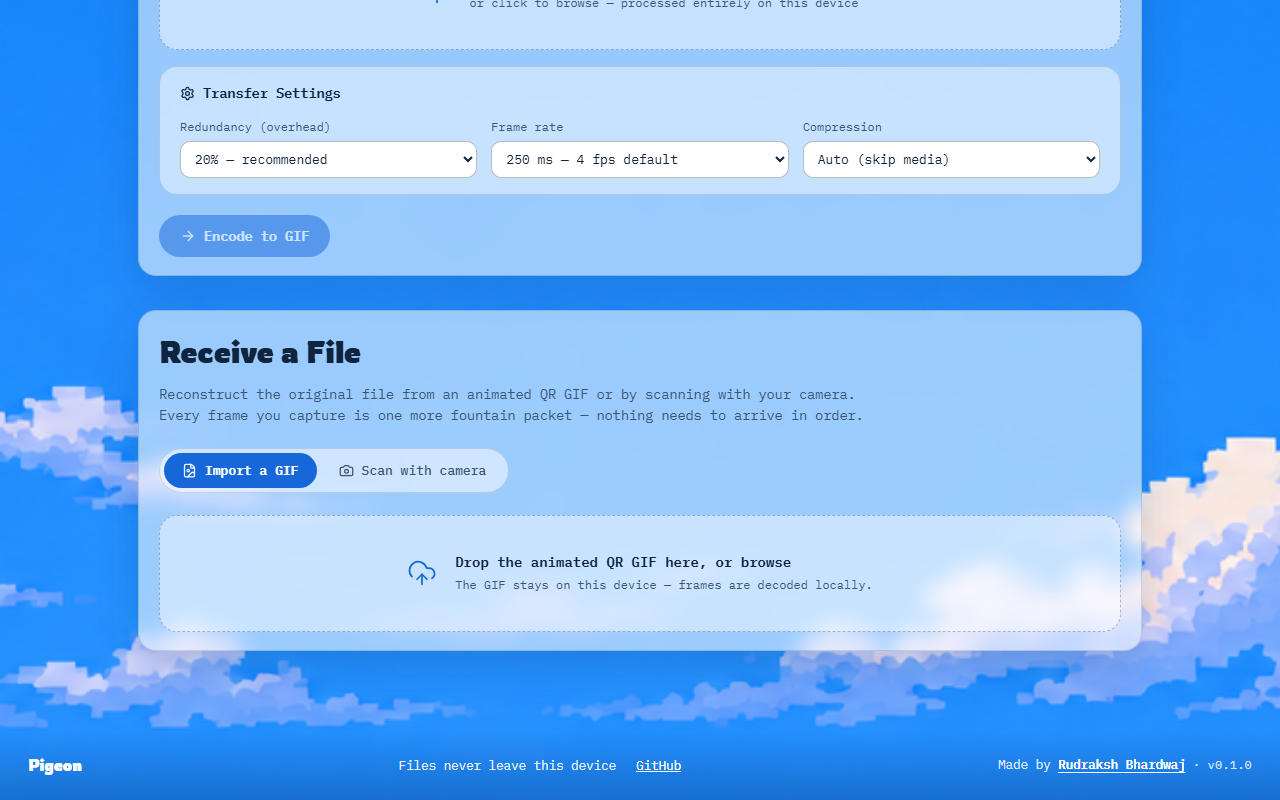 or click to browse — processed entirely on this device
Transfer Settings
Redundancy (overhead)
Frame rate
Compression
20% — recommended
250 ms — 4 fps default
Auto (skip media)
Encode to GIF
Receive a File
Reconstruct the original file from an animated QR GIF or by scanning with your camera.
Every frame you capture is one more fountain packet — nothing needs to arrive in order.
Import a GIF
Scan with camera
Drop the animated QR GIF here, or browse
The GIF stays on this device — frames are decoded locally.
Pigeon
Files never leave this device
GitHub
Made by Rudraksh Bhardwaj · v0.1.0